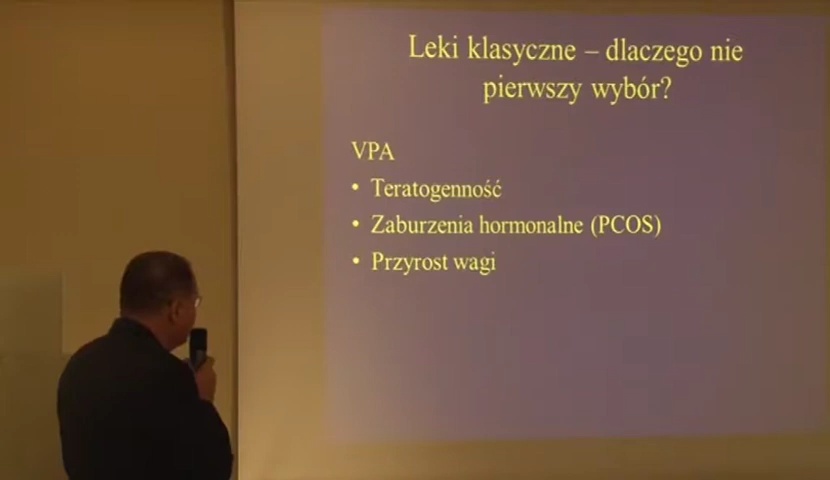 Leki klasyczne – dlaczego nie
pierwszy wybór?
VPA
• Teratogenność
• Zaburzenia hormonalne (PCOS)
• Przyrost wagi